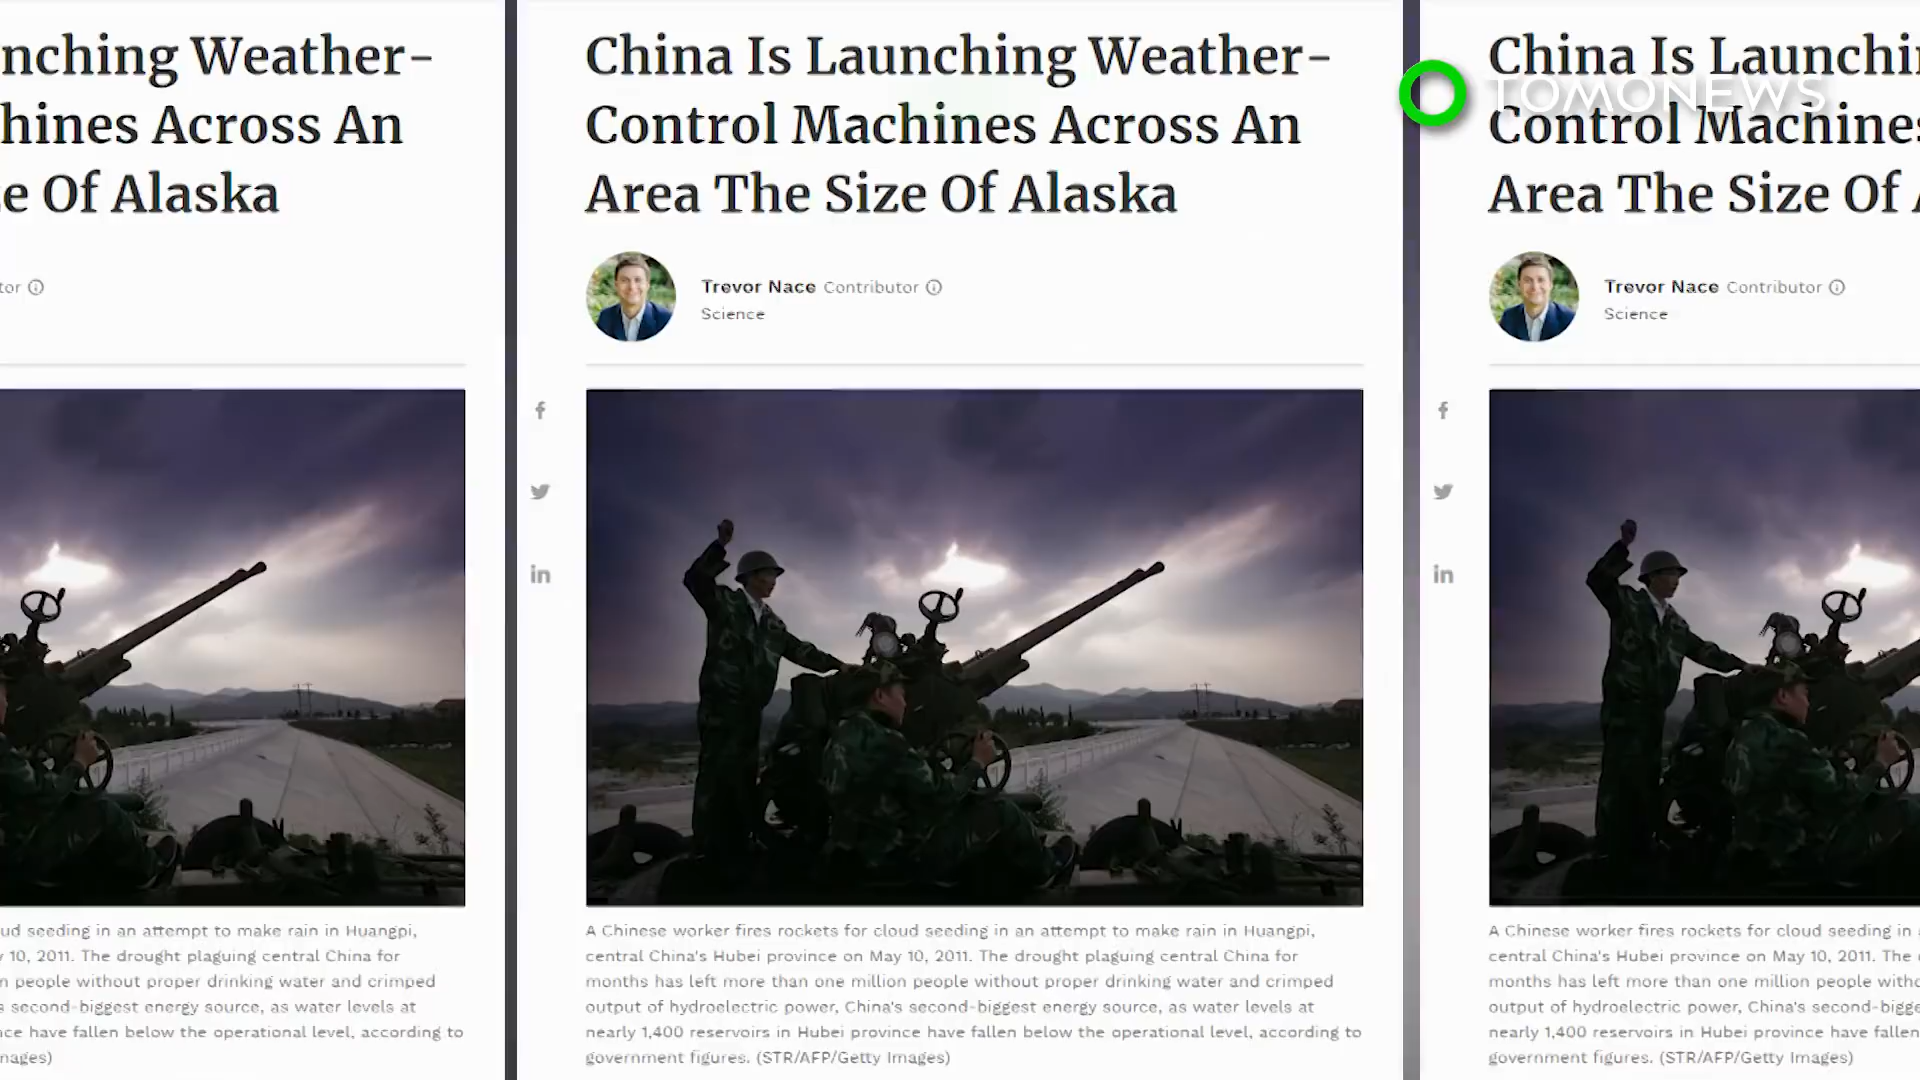 nching Weather-
hines Across An
e Of Alaska
tor
ud seeding in an attempt to make rain in Huangpi,
10, 2011. The drought plaguing central China for
n people without proper drinking water and crimped
s second-biggest energy source, as water levels at
nce have fallen below the operational level, according to
mages)
China Is Launching Weather-
Control Machines Across An
Area The Size Of Alaska
Trevor Nace Contributor
Science
f
in
A Chinese worker fires rockets for cloud seeding in an attempt to make rain in Huangpi,
central China's Hubei province on May 10, 2011. The drought plaguing central China for
months has left more than one million people without proper drinking water and crimped
output of hydroelectric power, China's second-biggest energy source, as water levels at
nearly 1,400 reservoirs in Hubei province have fallen below the operational level, according to
government figures. (STR/AFP/Getty Images)
TOMONEWS
China Is Launchi
Control Machines
Area The Size Of
Trevor Nace Contributor
Science
f
in
A Chinese worker fires rockets for cloud seeding in
central China's Hubei province on May 10, 2011. The
months has left more than one million people witho
output of hydroelectric power, China's second-bigge
nearly 1,400 reservoirs in Hubei province have fallen
government figures. (STR/AFP/Getty Images)